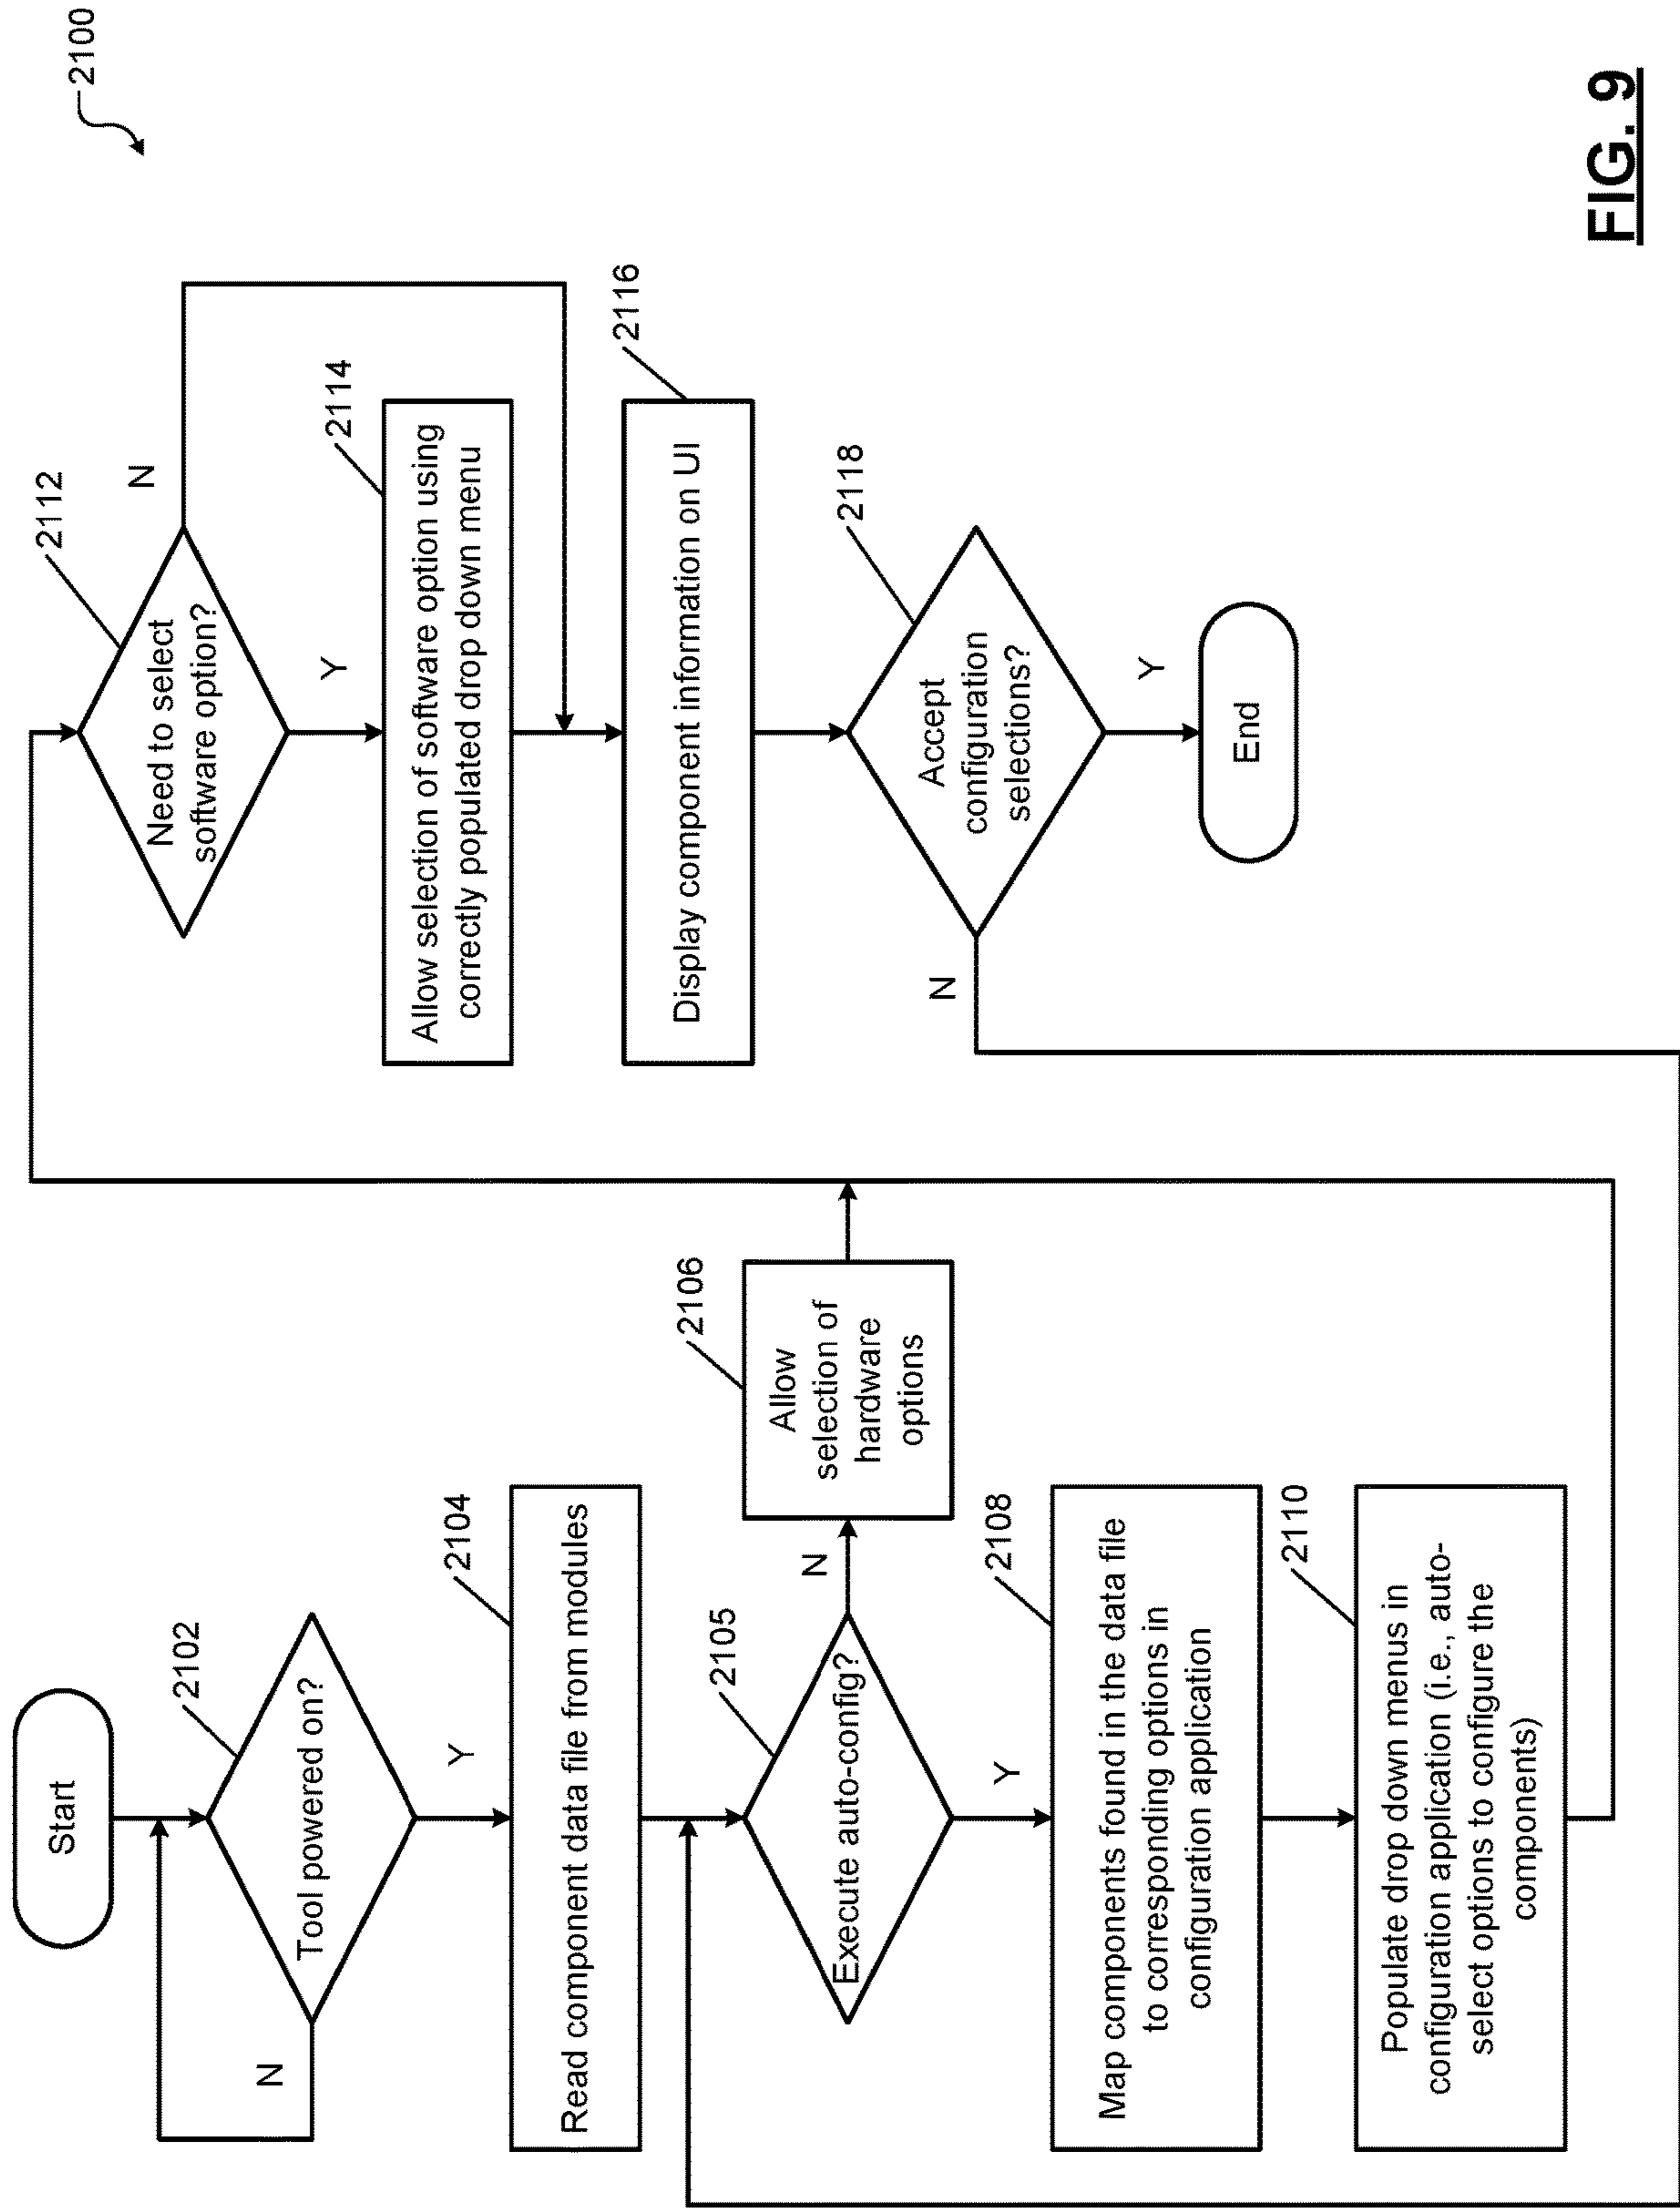 2100
Start
2102
Tool powered on?
N
Y
2104
Read component data file from modules
2105
Execute auto-config?
N
2106
Allow
selection of
hardware
options
Y
2108
Map components found in the data file
to corresponding options in
configuration application
2110
Populate drop down menus in
configuration application (i.e., auto-
select options to configure the
components)
2112
Need to select
software option?
N
Y
2114
Allow selection of software option using
correctly populated drop down menu
2116
Display component information on UI
2118
Accept
configuration
selections?
N
Y
End
FIG. 9